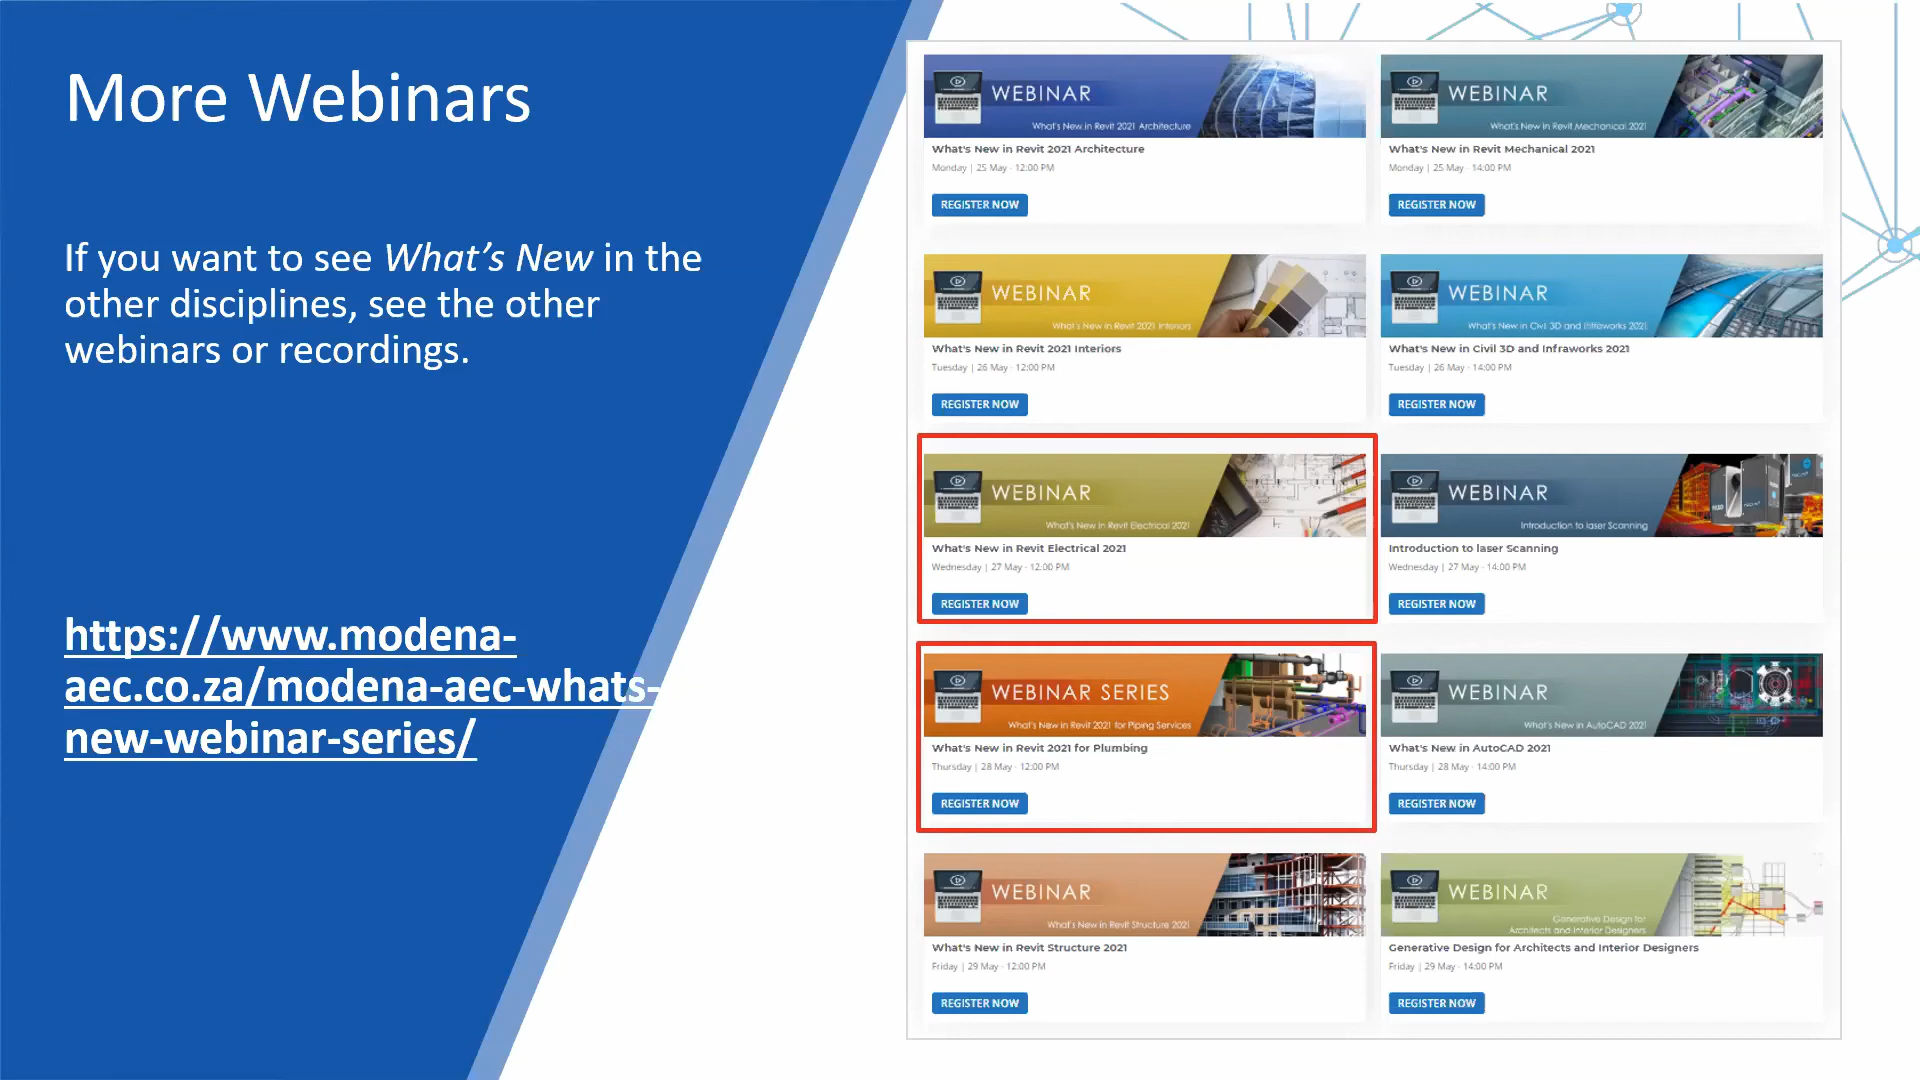 More Webinars
If you want to see What's New in the
other disciplines, see the other
webinars or recordings.
https://www.modena-
aec.co.za/modena-aec-whats-
new-webinar-series/
WEBINAR
What's New in Revit 2021 Architecture
What's New in Revit 2021 Architecture
Monday | 25 May - 12:00 PM
REGISTER NOW
WEBINAR
What's New in Revit Mechanical 2021
What's New in Revit Mechanical 2021
Monday | 25 May - 14:00 PM
REGISTER NOW
WEBINAR
What's New in Revit 2021 Interiors
What's New in Revit 2021 Interiors
Tuesday | 26 May - 12:00 PM
REGISTER NOW
WEBINAR
What's New in Civil 3D and Infraworks 2021
What's New in Civil 3D and Infraworks 2021
Tuesday | 26 May - 14:00 PM
REGISTER NOW
WEBINAR
What's New in Revit Electrical 2021
What's New in Revit Electrical 2021
Wednesday | 27 May - 12:00 PM
REGISTER NOW
WEBINAR
Introduction to laser Scanning
Introduction to laser Scanning
Wednesday | 27 May - 14:00 PM
REGISTER NOW
WEBINAR SERIES
What's New in Revit 2021 for Piping Services
What's New in Revit 2021 for Plumbing
Thursday | 28 May - 12:00 PM
REGISTER NOW
WEBINAR
What's New in AutoCAD 2021
What's New in AutoCAD 2021
Thursday | 28 May - 14:00 PM
REGISTER NOW
WEBINAR
What's New in Revit Structure 2021
What's New in Revit Structure 2021
Friday | 29 May - 12:00 PM
REGISTER NOW
WEBINAR
Generative Design for
Architects and Interior Designers
Generative Design for Architects and Interior Designers
Friday | 29 May - 14:00 PM
REGISTER NOW